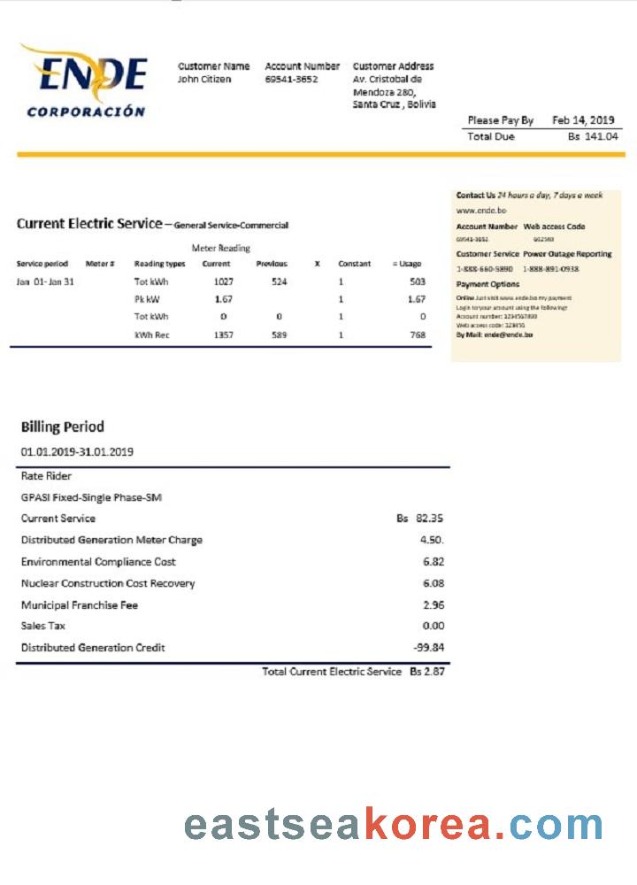 ENDE
CORPORACIÓN
Customer Name Account Number Customer Address
John Citizen 69541-3652 Av. Cristobal de
Mendoza 280,
Santa Cruz , Bolivia
Please Pay By Feb 14, 2019
Total Due Bs 141.04
Contact Us 24 hours a day, 7 days a week
www.ende.bo
Account Number Web access Code
69541-3652
Customer Service Power Outage Reporting
1-888-660-5890 1-888-891-0938
Payment Options
Online Just visit www.ende.bo my payment
Login to your account using the following:
Account number: 1234567899
Web access code: 123456
By Mail: ende@ende.bo
Current Electric Service – General Service-Commercial
Meter Reading
Service period Meter # Reading types Current Previous X Constant = Usage
Jan 01- Jan 31 Tot kWh 1027 524 1 503
Pk kW 1.67 1 1.67
Tot kWh 0 0 1 0
kWh Rec 1357 589 1 768
Billing Period
01.01.2019-31.01.2019
Rate Rider
GPASI Fixed-Single Phase-SM
Current Service Bs 82.35
Distributed Generation Meter Charge 4.50.
Environmental Compliance Cost 6.82
Nuclear Construction Cost Recovery 6.08
Municipal Franchise Fee 2.96
Sales Tax 0.00
Distributed Generation Credit -99.84
Total Current Electric Service Bs 2.87
eastseakorea.com